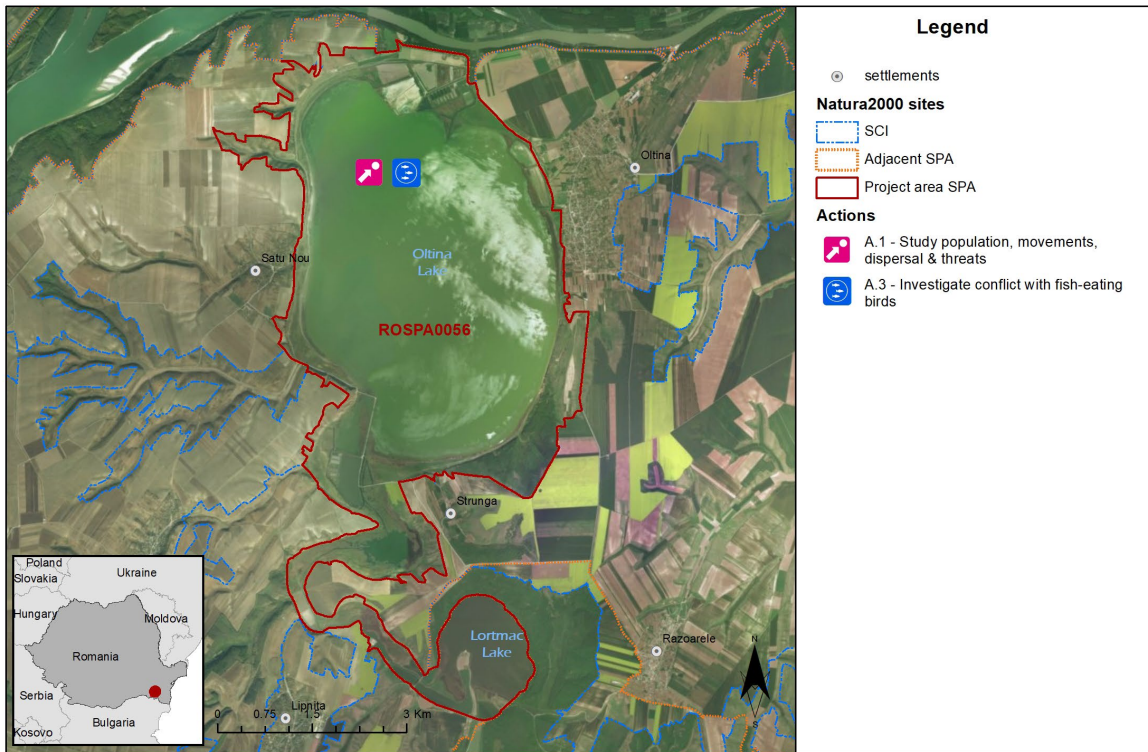 Legend
settlements
Natura2000 sites
SCI
Adjacent SPA
Project area SPA
Actions
A.1 - Study population, movements,
dispersal & threats
A.3 - Investigate conflict with fish-eating
birds
Oltina
Satu Nou
Oltina
Lake
ROSPA0056
Strunga
Lortmac
Lake
Razoarele
Lipnita
N
S
0 0.75 1.5 3 Km
Poland
Slovakia
Ukraine
Hungary
Moldova
Romania
Serbia
Bulgaria
Kosovo